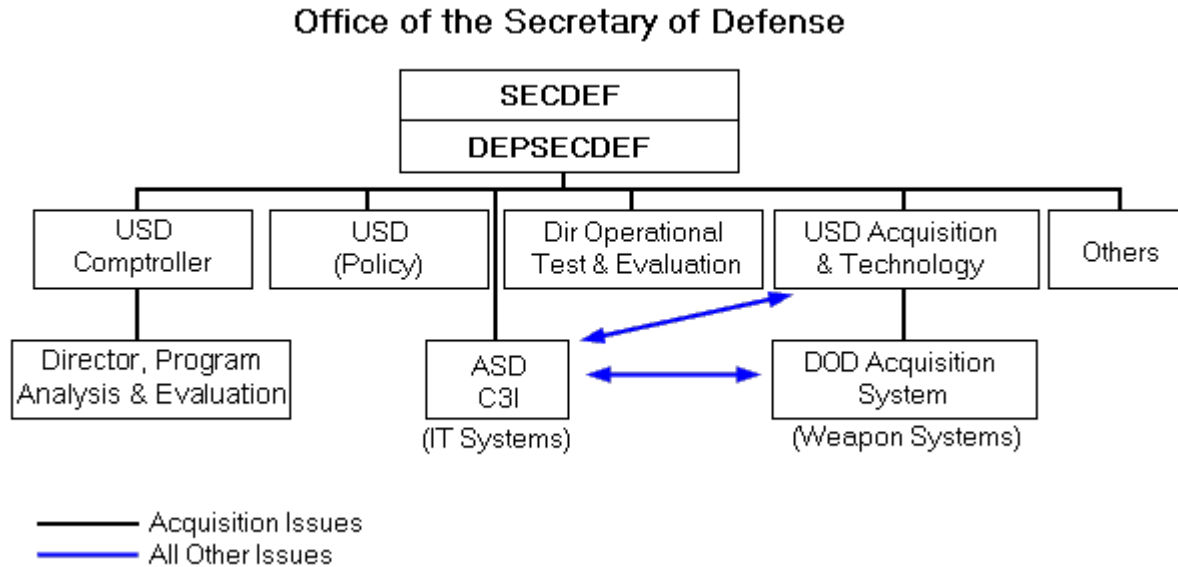 Office of the Secretary of Defense
SECDEF
DEPSECDEF
USD
Comptroller
USD
(Policy)
Dir Operational
Test & Evaluation
USD Acquisition
& Technology
Others
Director, Program
Analysis & Evaluation
ASD
C3I
(IT Systems)
DOD Acquisition
System
(Weapon Systems)
Acquisition Issues
All Other Issues